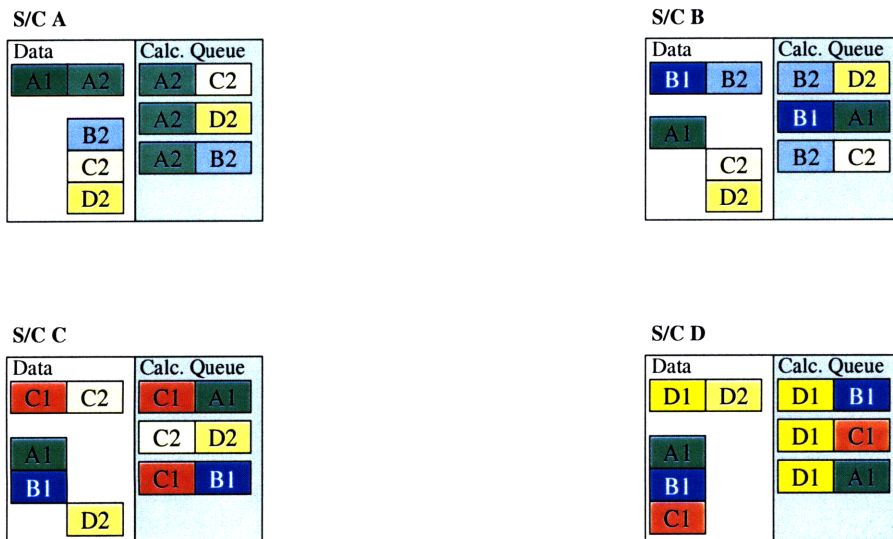 S/C A
Data
Calc. Queue
A1 A2
A2 C2
A2 D2
B2
A2 B2
C2
D2
S/C B
Data
Calc. Queue
B1 B2
B2 D2
B1 A1
A1
B2 C2
C2
D2
S/C C
Data
Calc. Queue
C1 C2
C1 A1
C2 D2
A1
C1 B1
B1
D2
S/C D
Data
Calc. Queue
D1 D2
D1 B1
D1 C1
A1
D1 A1
B1
C1